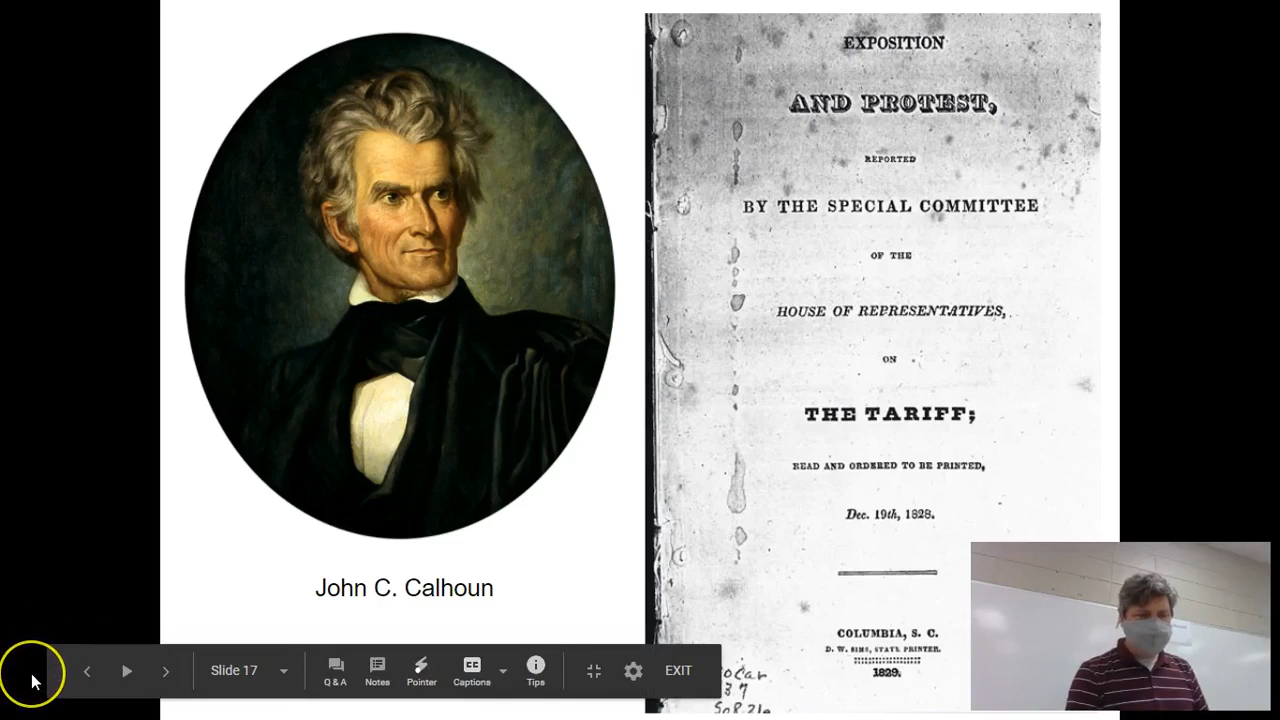 EXPOSITION
AND PROTEST,
REPORTED
BY THE SPECIAL COMMITTEE
OF THE
HOUSE OF REPRESENTATIVES,
ON
THE TARIFF;
READ AND ORDERED TO BE PRINTED,
Dec. 19th, 1828.
COLUMBIA, S. C.
D. W. SIMS, STATE PRINTER.
1829.
John C. Calhoun
Slide 17
Q & A
Notes
Pointer
Captions
Tips
EXIT